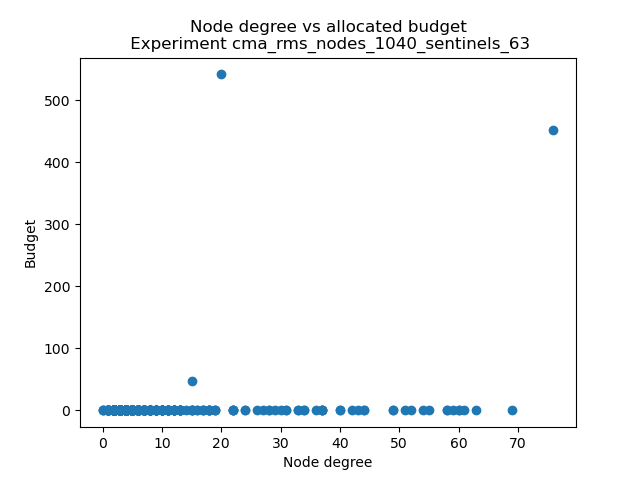 Node degree vs allocated budget
Experiment cma_rms_nodes_1040_sentinels_63
500
400
300
200
100
0
Budget
0 10 20 30 40 50 60 70
Node degree